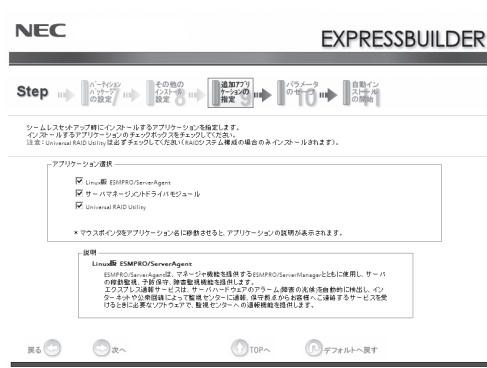 NEC
EXPRESSBUILDER
Step
パーティション
パッケージ
の設定
7
その他の
インストール
設定
8
追加アプリ
ケーションの
指定
9
パラメータ
のセーブ
10
自動イン
ストール
の開始
11
シームレスセットアップ時にインストールするアプリケーションを指定します。
インストールするアプリケーションのチェックボックスをチェックしてください。
注意：Universal RAID Utility は必ずチェックしてください（RAIDシステム構成の場合のみインストールされます）。
アプリケーション選択
Linux版 ESMPRO/ServerAgent
サーバマネージメントドライバモジュール
Universal RAID Utility
* マウスポインタをアプリケーション名に移動させると、アプリケーションの説明が表示されます。
説明
Linux版 ESMPRO/ServerAgent
ESMPRO/ServerAgentは、マネージャ機能を提供するESMPRO/ServerManagerとともに使用し、サーバ
の稼動監視、予防保守、障害監視機能を提供します。
エクスプレス通報サービスは、サーバハードウェアのアラーム（障害の兆候）を自動的に検出し、イン
ターネットや公衆回線によって監視センターに通報、保守拠点からお客様へご連絡するサービスを受
けるときに必要なソフトウェアで、監視センターへの通報機能を提供します。
戻る
次へ
TOPへ
デフォルトへ戻す